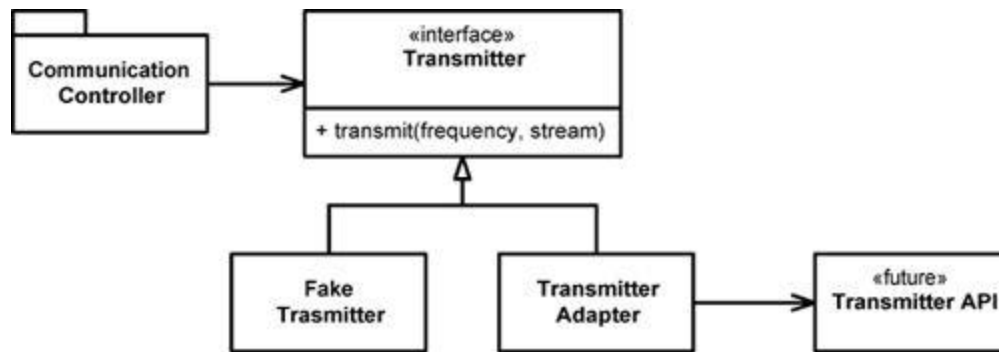 Communication
Controller
«interface»
Transmitter
+ transmit(frequency, stream)
Fake
Trasmitter
Transmitter
Adapter
«future»
Transmitter API